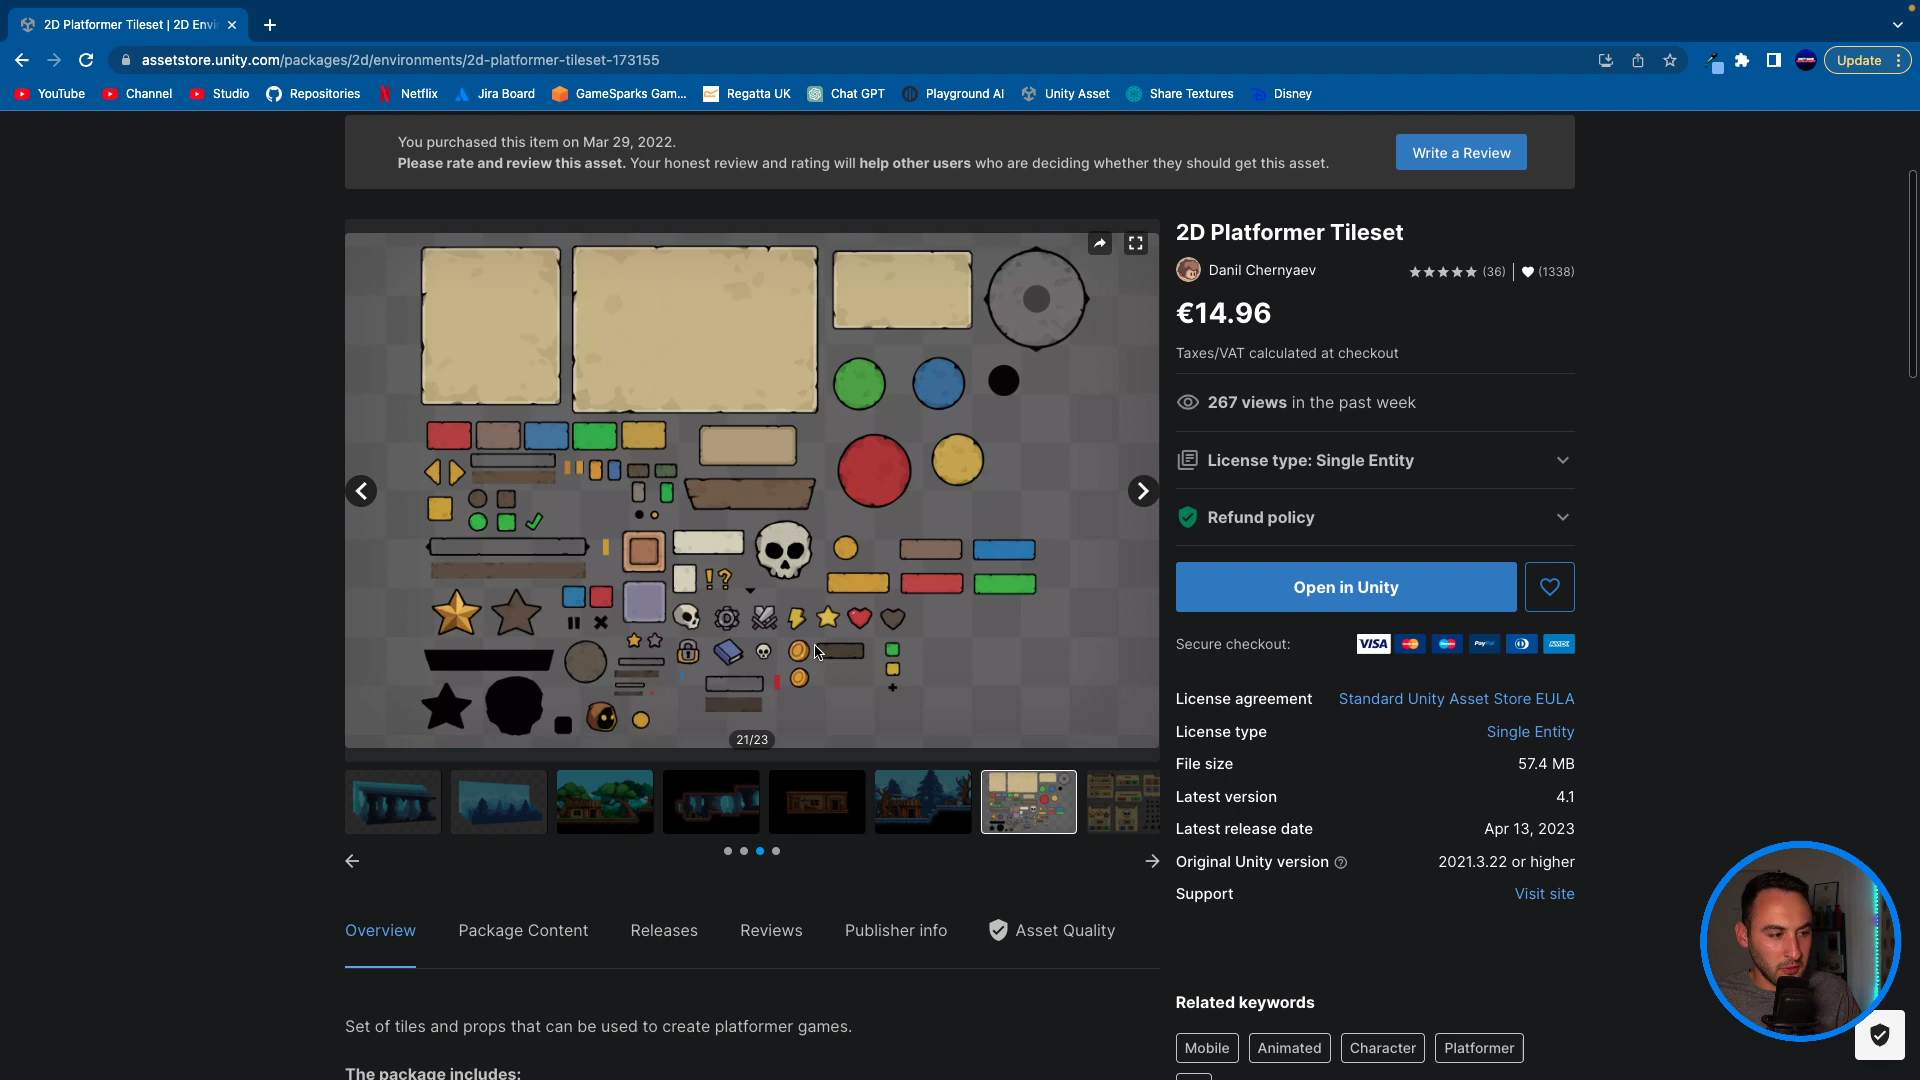 2D Platformer Tileset | 2D Envi
assetstore.unity.com/packages/2d/environments/2d-platformer-tileset-173155
Update
YouTube
Channel
Studio
Repositories
Netflix
Jira Board
GameSparks Gam...
Regatta UK
Chat GPT
Playground AI
Unity Asset
Share Textures
Disney
You purchased this item on Mar 29, 2022.
Please rate and review this asset. Your honest review and rating will help other users who are deciding whether they should get this asset.
Write a Review
21/23
2D Platformer Tileset
Danil Chernyaev
(36)
(1338)
€14.96
Taxes/VAT calculated at checkout
267 views in the past week
License type: Single Entity
Refund policy
Open in Unity
Secure checkout:
VISA
PayPal
AMEX
License agreement
Standard Unity Asset Store EULA
License type
Single Entity
File size
57.4 MB
Latest version
4.1
Latest release date
Apr 13, 2023
Original Unity version
2021.3.22 or higher
Support
Visit site
Overview
Package Content
Releases
Reviews
Publisher info
Asset Quality
Set of tiles and props that can be used to create platformer games.
The package includes:
Related keywords
Mobile
Animated
Character
Platformer